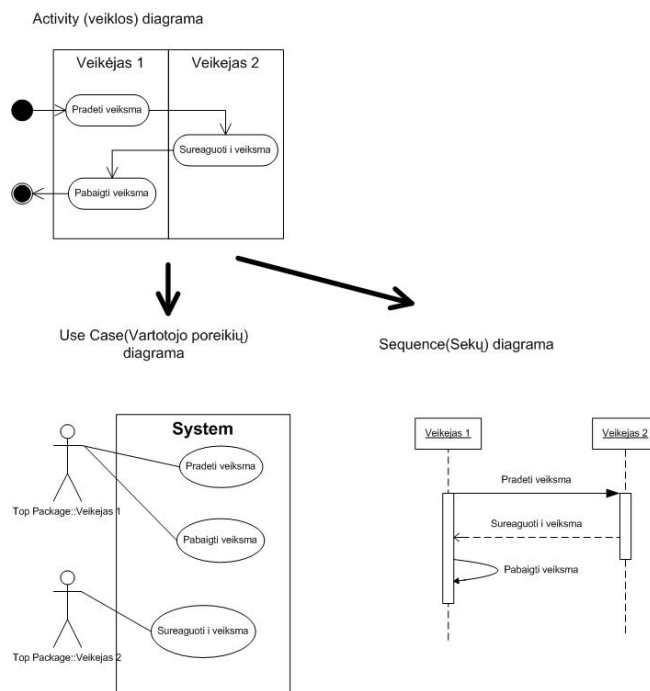 Activity (veiklos) diagrama
Veikėjas 1
Veikejas 2
Pradeti veiksma
Sureaguoti i veiksma
Pabaigti veiksma
Use Case(Vartotojo poreikių)
diagrama
Sequence(Sekų) diagrama
System
Pradeti veiksma
Top Package::Veikejas 1
Pabaigti veiksma
Sureaguoti i veiksma
Top Package::Veikejas 2
Veikejas 1
Veikejas 2
Pradeti veiksma
Sureaguoti i veiksma
Pabaigti veiksma